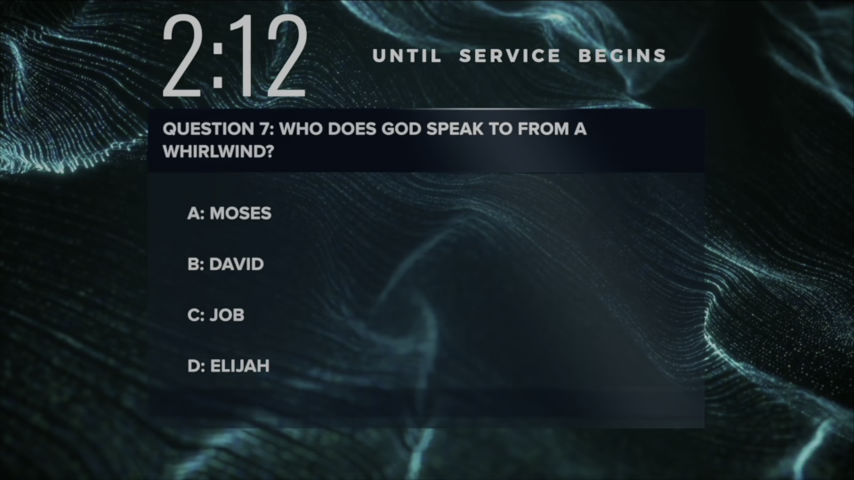 2:12
UNTIL SERVICE BEGINS
QUESTION 7: WHO DOES GOD SPEAK TO FROM A
WHIRLWIND?
A: MOSES
B: DAVID
C: JOB
D: ELIJAH